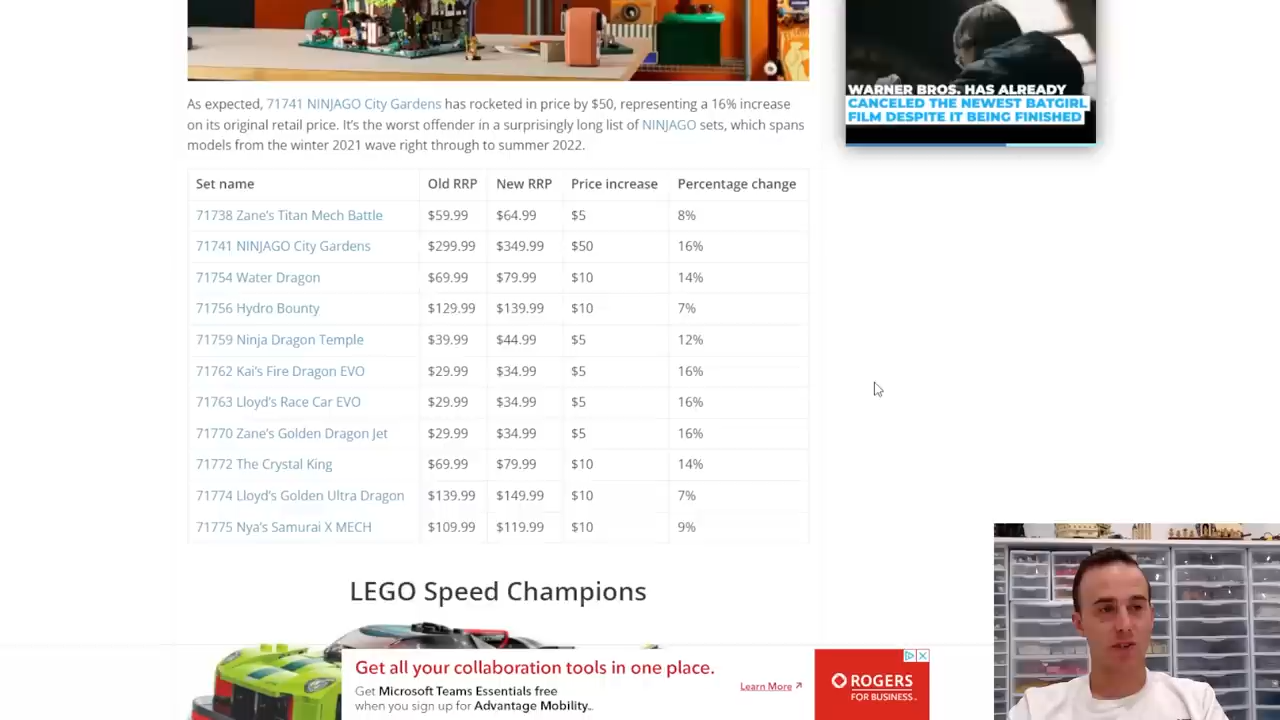 WARNER BROS. HAS ALREADY
CANCELED THE NEWEST BATGIRL
FILM DESPITE IT BEING FINISHED
As expected, 71741 NINJAGO City Gardens has rocketed in price by $50, representing a 16% increase
on its original retail price. It's the worst offender in a surprisingly long list of NINJAGO sets, which spans
models from the winter 2021 wave right through to summer 2022.
Set name Old RRP New RRP Price increase Percentage change
71738 Zane's Titan Mech Battle $59.99 $64.99 $5 8%
71741 NINJAGO City Gardens $299.99 $349.99 $50 16%
71754 Water Dragon $69.99 $79.99 $10 14%
71756 Hydro Bounty $129.99 $139.99 $10 7%
71759 Ninja Dragon Temple $39.99 $44.99 $5 12%
71762 Kai's Fire Dragon EVO $29.99 $34.99 $5 16%
71763 Lloyd's Race Car EVO $29.99 $34.99 $5 16%
71770 Zane's Golden Dragon Jet $29.99 $34.99 $5 16%
71772 The Crystal King $69.99 $79.99 $10 14%
71774 Lloyd's Golden Ultra Dragon $139.99 $149.99 $10 7%
71775 Nya's Samurai X MECH $109.99 $119.99 $10 9%
LEGO Speed Champions
Get all your collaboration tools in one place.
Get Microsoft Teams Essentials free
when you sign up for Advantage Mobility™.
Learn More
ROGERS
FOR BUSINESS™